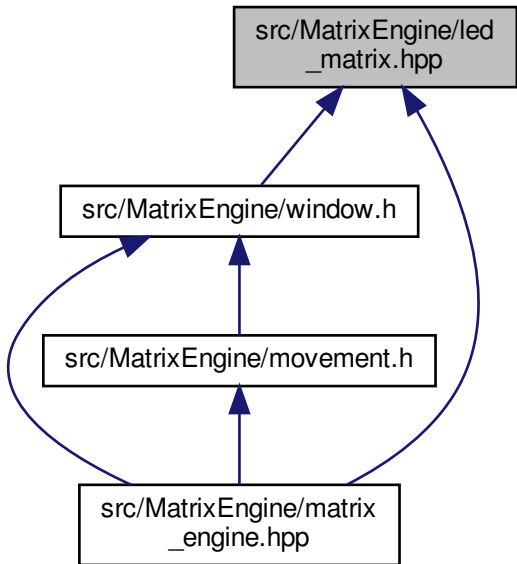 src/MatrixEngine/led
_matrix.hpp
src/MatrixEngine/window.h
src/MatrixEngine/movement.h
src/MatrixEngine/matrix
_engine.hpp